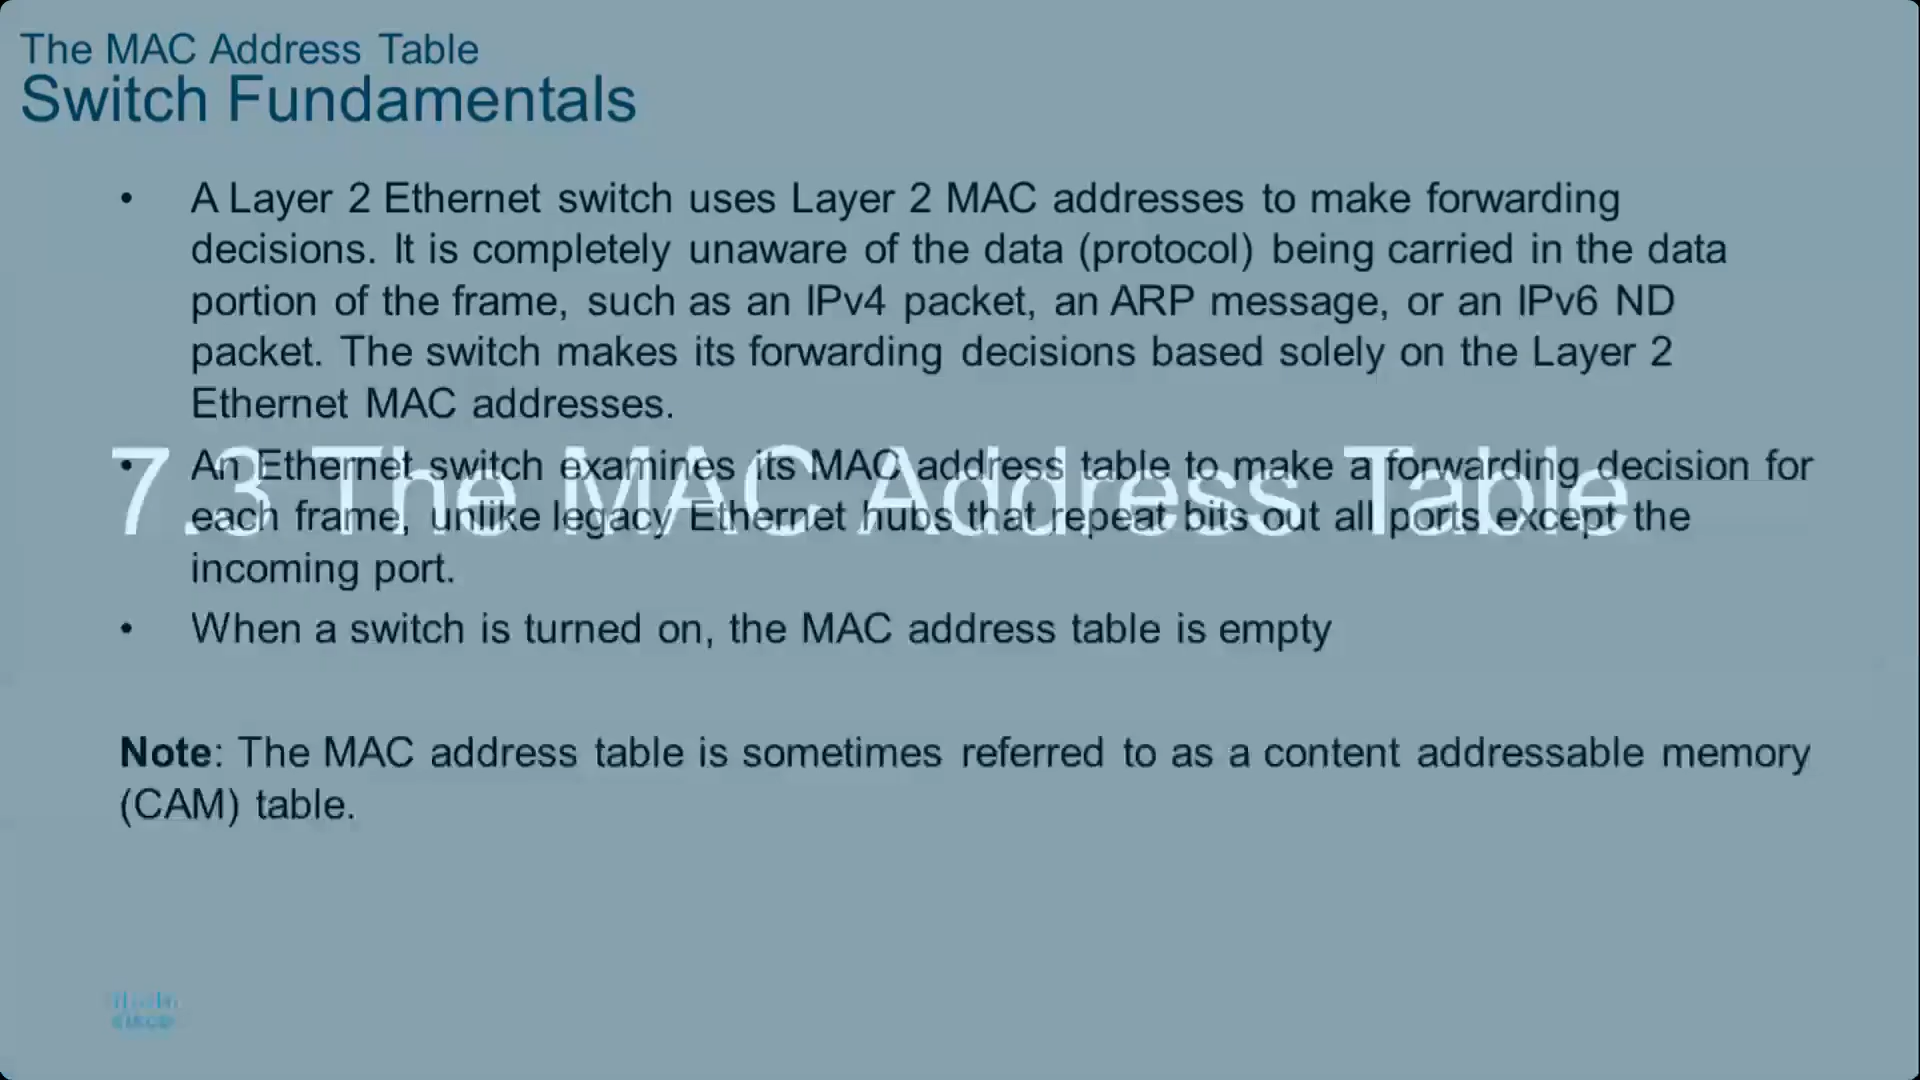 The MAC Address Table
Switch Fundamentals
• A Layer 2 Ethernet switch uses Layer 2 MAC addresses to make forwarding
decisions. It is completely unaware of the data (protocol) being carried in the data
portion of the frame, such as an IPv4 packet, an ARP message, or an IPv6 ND
packet. The switch makes its forwarding decisions based solely on the Layer 2
Ethernet MAC addresses.
7.3 The MAC Address Table
• An Ethernet switch examines its MAC address table to make a forwarding decision for
each frame, unlike legacy Ethernet hubs that repeat bits out all ports except the
incoming port.
• When a switch is turned on, the MAC address table is empty
Note: The MAC address table is sometimes referred to as a content addressable memory
(CAM) table.
CISCO